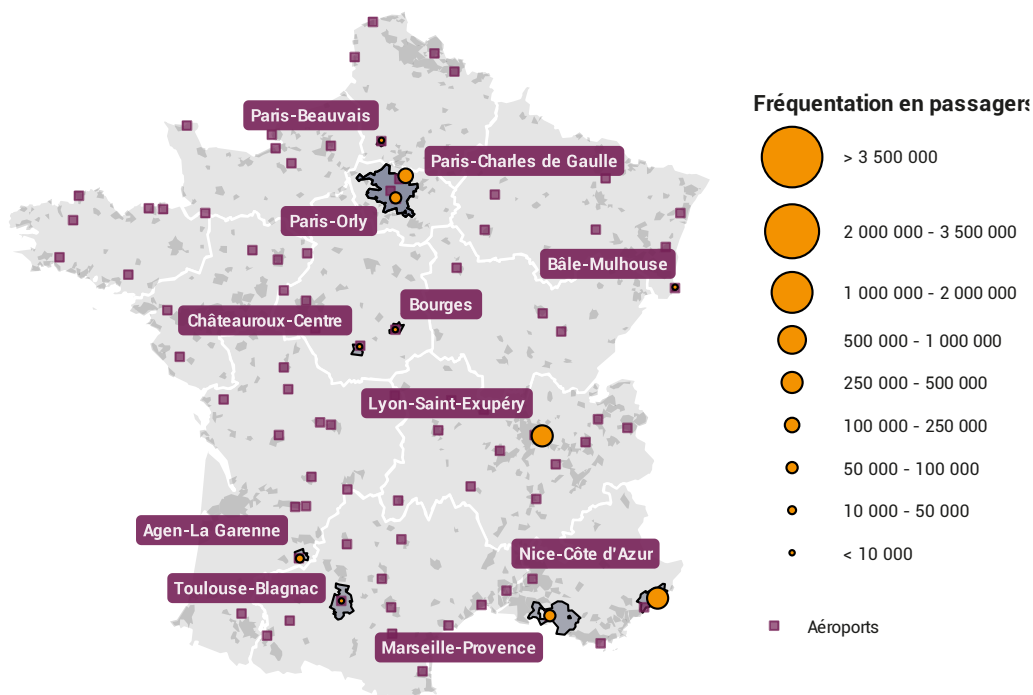 Paris-Beauvais
Paris-Charles de Gaulle
Paris-Orly
Bâle-Mulhouse
Bourges
Châteauroux-Centre
Lyon-Saint-Exupéry
Agen-La Garenne
Nice-Côte d'Azur
Toulouse-Blagnac
Marseille-Provence
Fréquentation en passagers
> 3 500 000
2 000 000 - 3 500 000
1 000 000 - 2 000 000
500 000 - 1 000 000
250 000 - 500 000
100 000 - 250 000
50 000 - 100 000
10 000 - 50 000
< 10 000
Aéroports